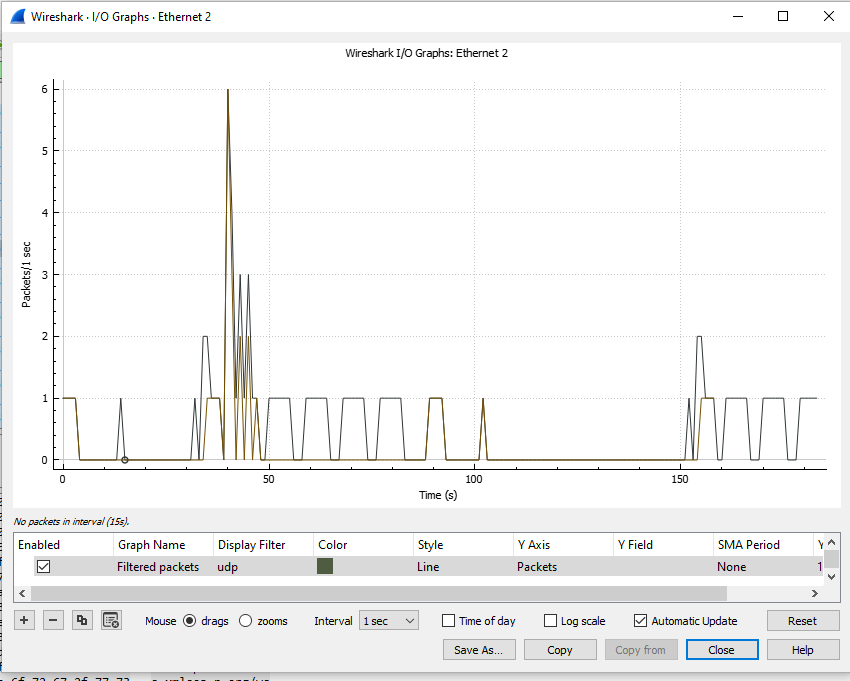 Wireshark · I/O Graphs · Ethernet 2
Wireshark I/O Graphs: Ethernet 2
Packets/1 sec
6
5
4
3
2
1
0
0 50 100 150
Time (s)
No packets in interval (15s).
Enabled Graph Name Display Filter Color Style Y Axis Y Field SMA Period Y
Filtered packets udp Line Packets None 1
Mouse drags zooms Interval 1 sec Time of day Log scale Automatic Update Reset
Save As... Copy Copy from Close Help